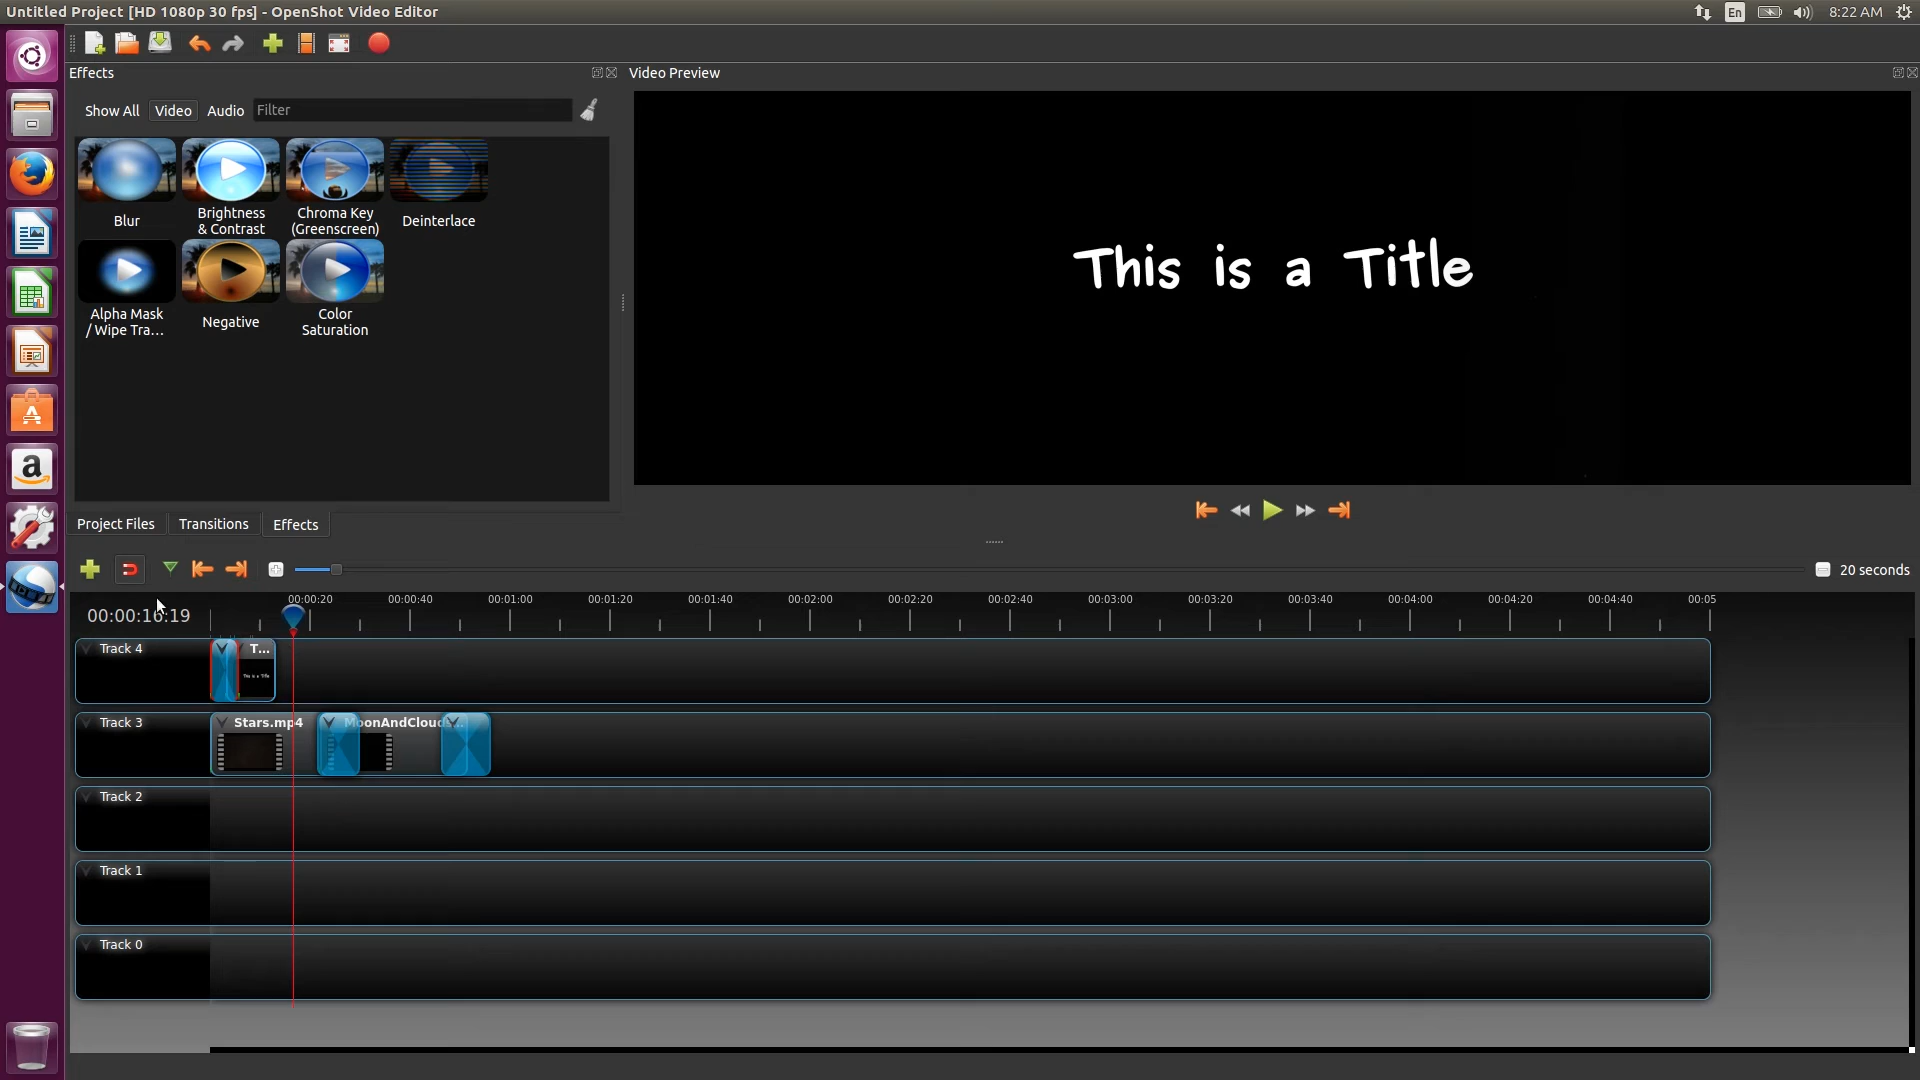 Untitled Project [HD 1080p 30 fps] - OpenShot Video Editor
En
8:22 AM
Effects
Video Preview
Show All
Video
Audio
Filter
Blur
Brightness
& Contrast
Chroma Key
(Greenscreen)
Deinterlace
Alpha Mask
/ Wipe Tra...
Negative
Color
Saturation
This is a Title
Project Files
Transitions
Effects
20 seconds
00:00:16:19
00:00:20
00:00:40
00:01:00
00:01:20
00:01:40
00:02:00
00:02:20
00:02:40
00:03:00
00:03:20
00:03:40
00:04:00
00:04:20
00:04:40
00:05
Track 4
T...
This is a Title
Track 3
Stars.mp4
MoonAndClouds...
Track 2
Track 1
Track 0